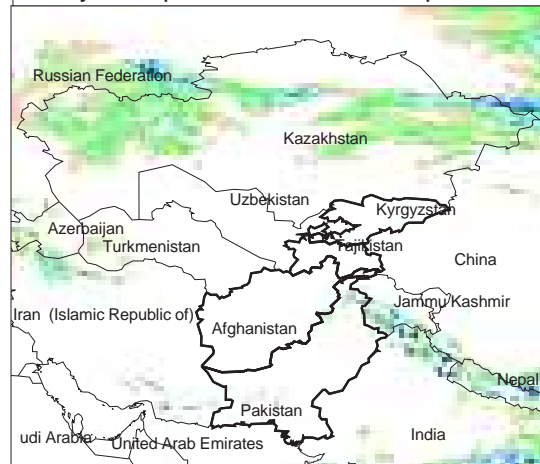 Russian Federation
Kazakhstan
Uzbekistan
Kyrgyzstan
Azerbaijan
Turkmenistan
Tajikistan
China
Jammu Kashmir
Iran (Islamic Republic of)
Afghanistan
Nepal
Pakistan
udi Arabia
United Arab Emirates
India